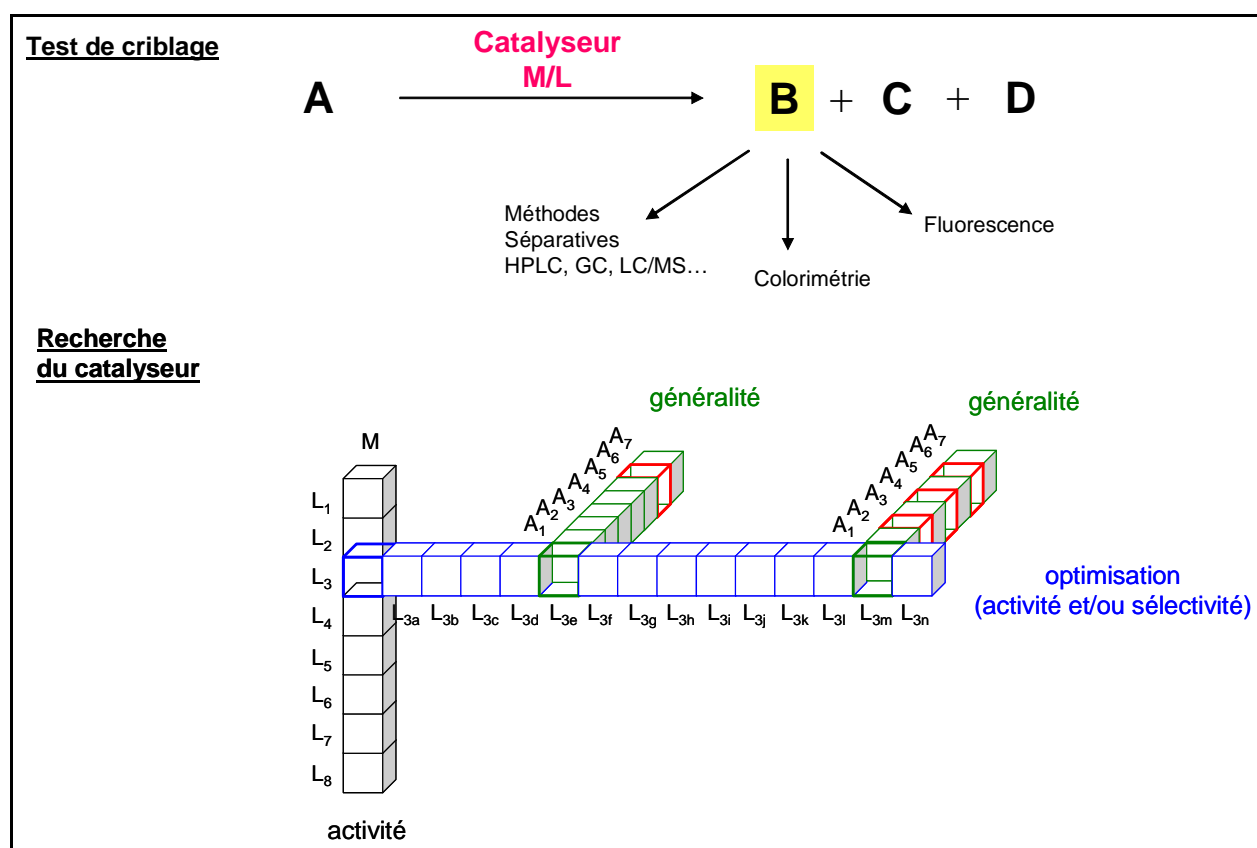 Test de criblage
Catalyseur
M/L
A
B + C + D
Méthodes
Séparatives
HPLC, GC, LC/MS…
Colorimétrie
Fluorescence
Recherche
du catalyseur
généralité
généralité
M
A1 A2 A3 A4 A5 A6 A7
A1 A2 A3 A4 A5 A6 A7
L1
L2
L3
L4
L5
L6
L7
L8
L3a L3b L3c L3d L3e L3f L3g L3h L3i L3j L3k L3l L3m L3n
optimisation
(activité et/ou sélectivité)
activité